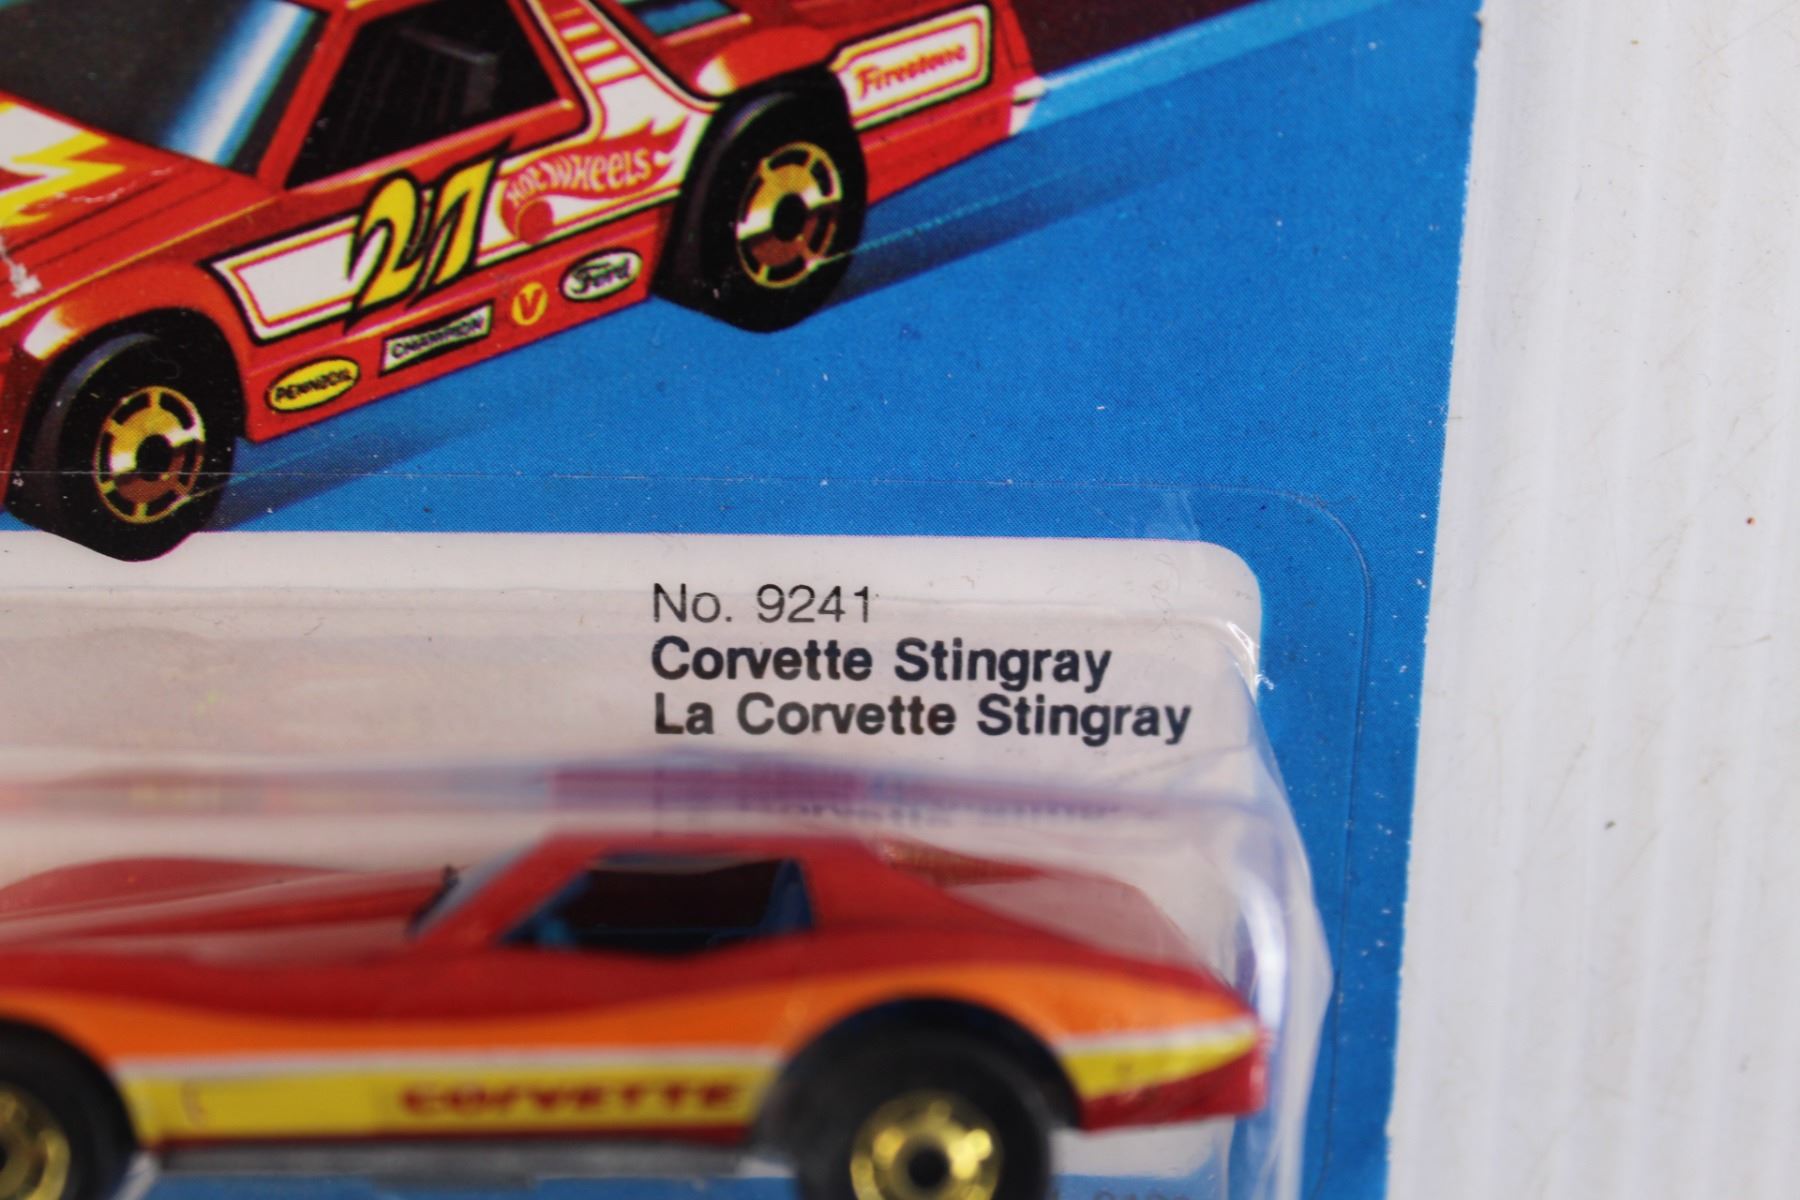 Firestone
HOT WHEELS
27
Ford
V
CHAMPION
PENNZOIL
No. 9241
Corvette Stingray
La Corvette Stingray
CORVETTE